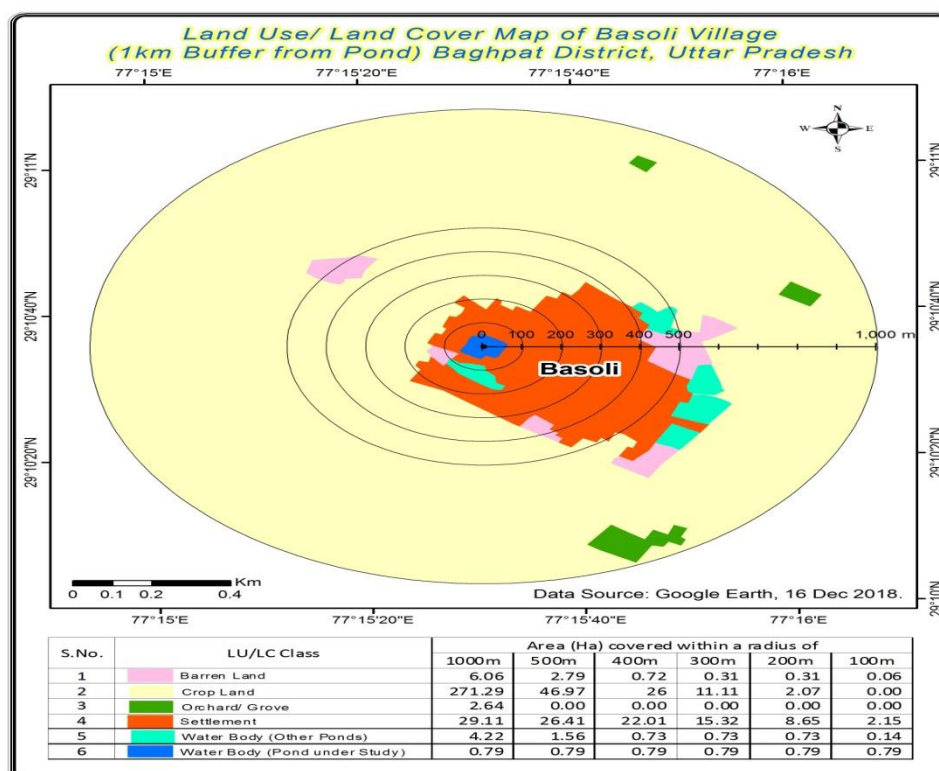 Land Use/ Land Cover Map of Basoli Village
(1km Buffer from Pond) Baghpat District, Uttar Pradesh
77°15'E 77°15'20"E 77°15'40"E 77°16'E
N
W E
S
29°11'N 29°11'N
29°10'40"N 29°10'40"N
0 100 200 300 400 500 1,000 m
Basoli
29°10'20"N 29°10'20"N
Km
0 0.1 0.2 0.4
Data Source: Google Earth, 16 Dec 2018.
29°10'N
77°15'E 77°15'20"E 77°15'40"E 77°16'E
S.No. LU/LC Class Area (Ha) covered within a radius of
1000m 500m 400m 300m 200m 100m
1 Barren Land 6.06 2.79 0.72 0.31 0.31 0.06
2 Crop Land 271.29 46.97 26 11.11 2.07 0.00
3 Orchard/ Grove 2.64 0.00 0.00 0.00 0.00 0.00
4 Settlement 29.11 26.41 22.01 15.32 8.65 2.15
5 Water Body (Other Ponds) 4.22 1.56 0.73 0.73 0.73 0.14
6 Water Body (Pond under Study) 0.79 0.79 0.79 0.79 0.79 0.79